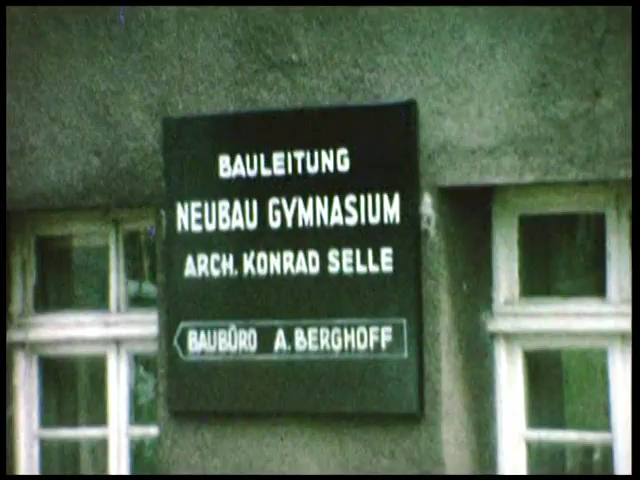 BAULEITUNG
NEUBAU GYMNASIUM
ARCH. KONRAD SELLE
BAUBÜRO A. BERGHOFF